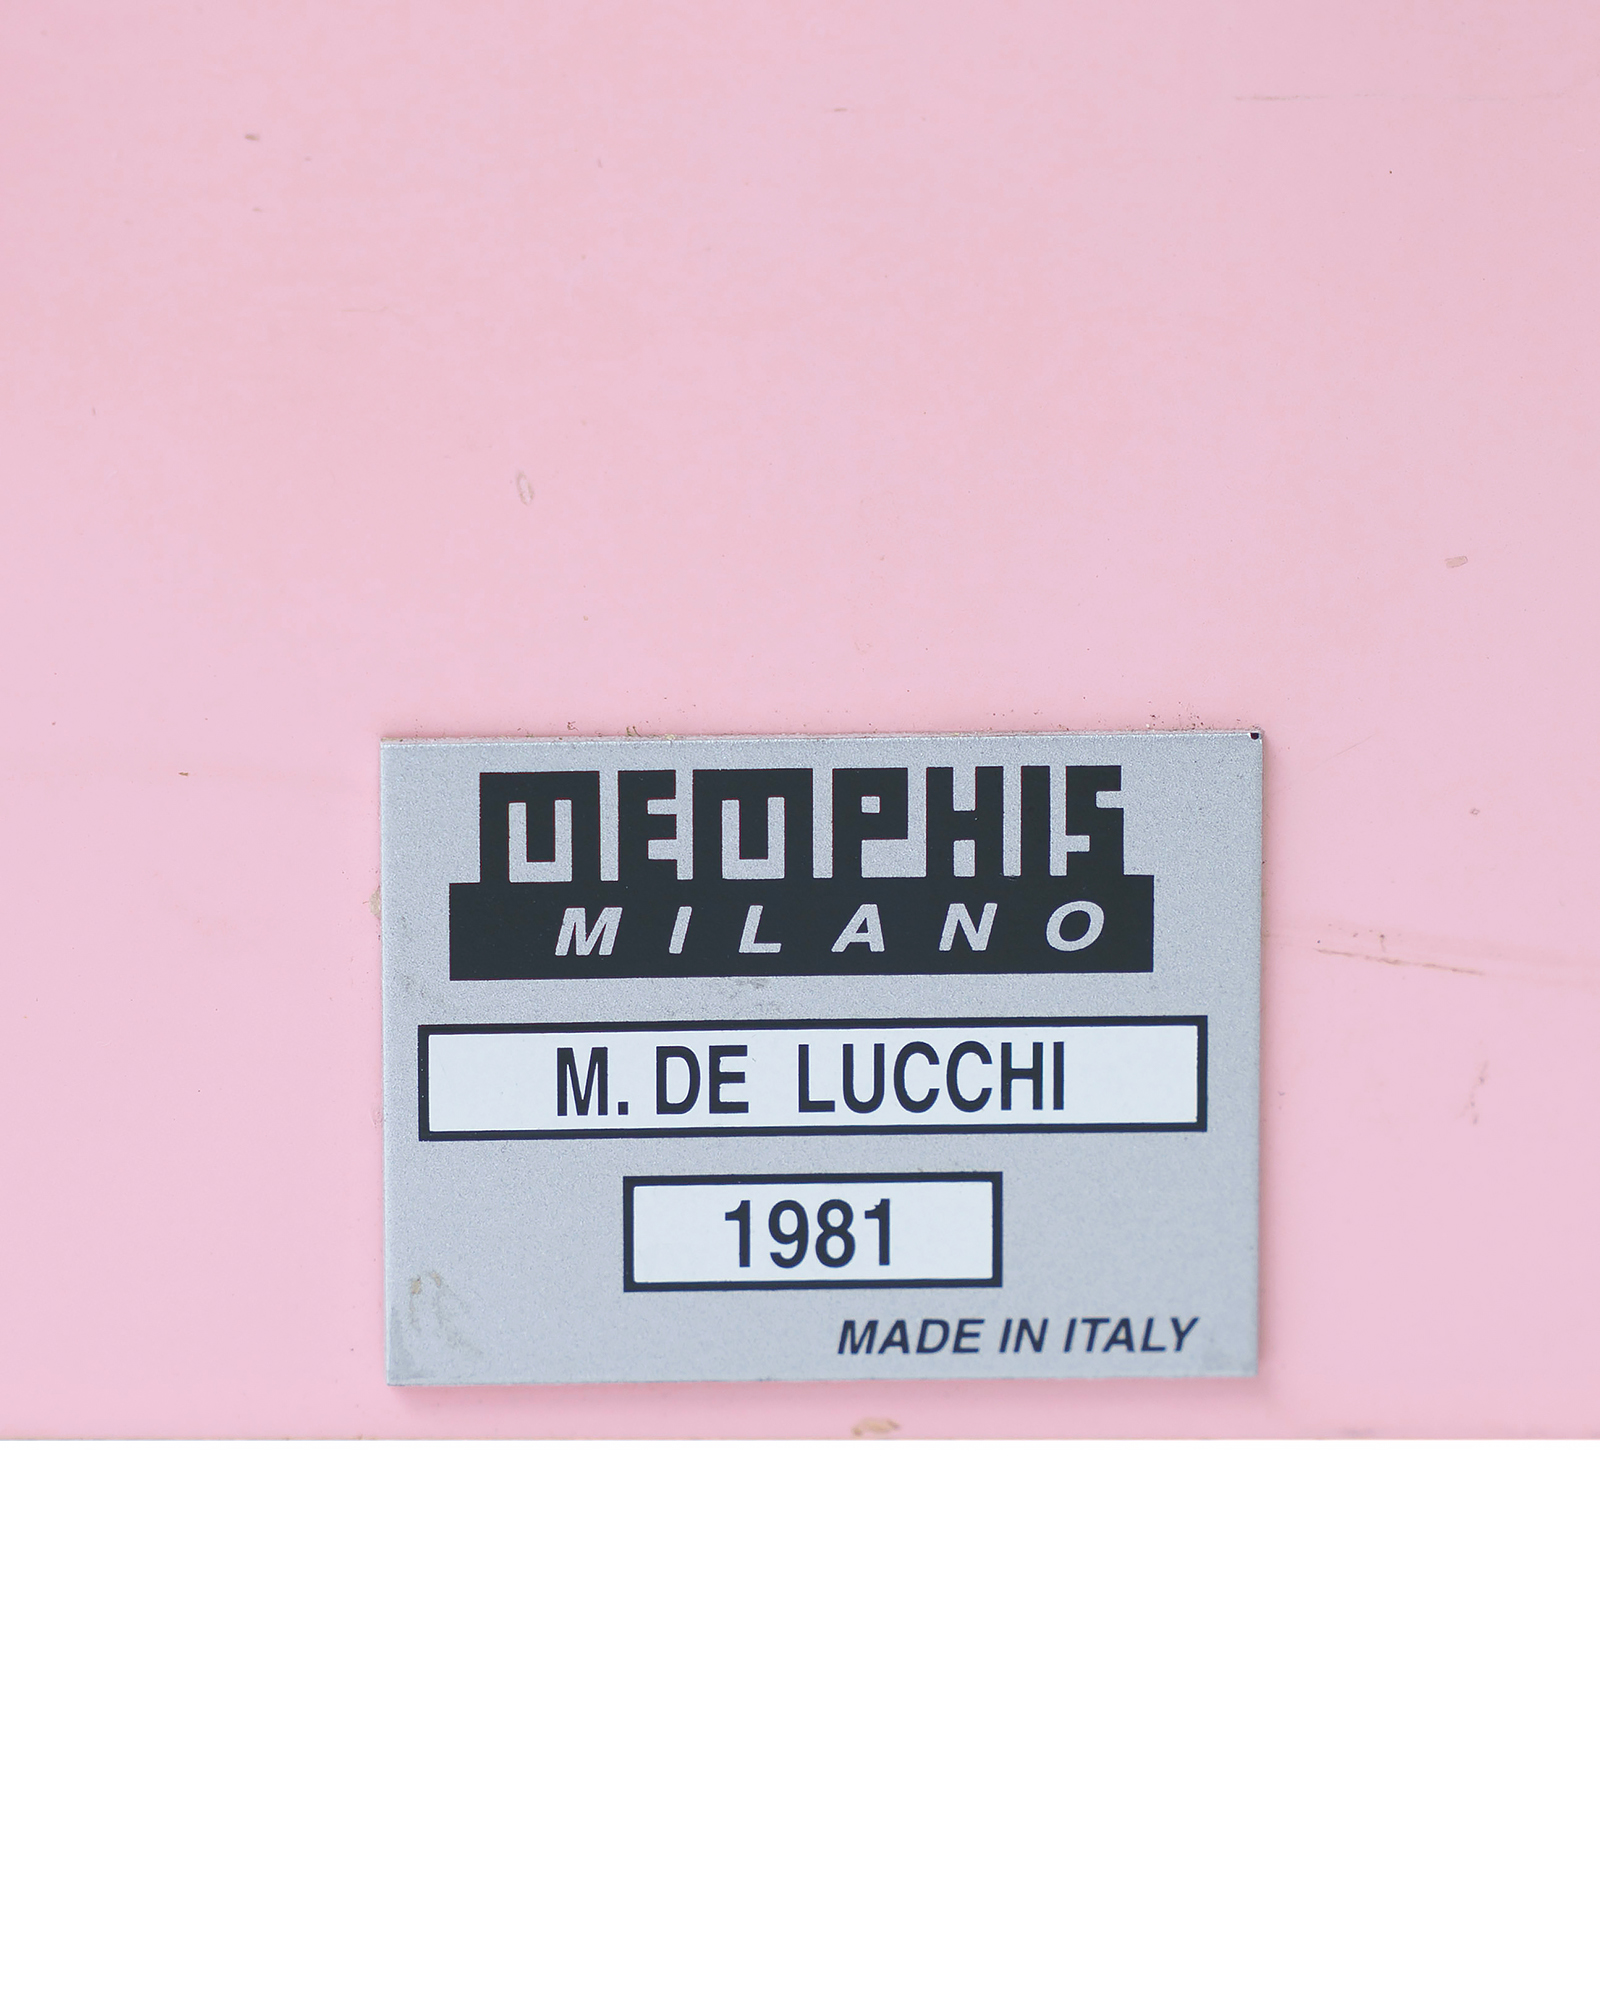 MEMPHIS
MILANO
M. DE LUCCHI
1981
MADE IN ITALY